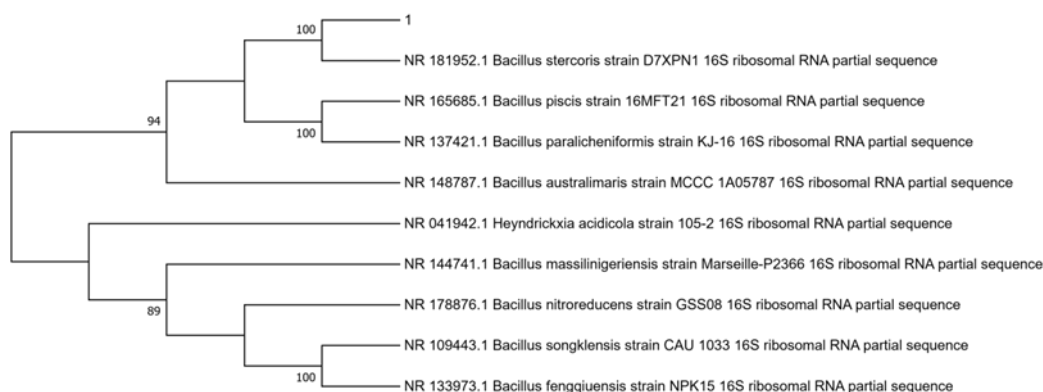 100
1
NR 181952.1 Bacillus stercoris strain D7XPN1 16S ribosomal RNA partial sequence
NR 165685.1 Bacillus piscis strain 16MFT21 16S ribosomal RNA partial sequence
94
100
NR 137421.1 Bacillus paralicheniformis strain KJ-16 16S ribosomal RNA partial sequence
NR 148787.1 Bacillus australimaris strain MCCC 1A05787 16S ribosomal RNA partial sequence
NR 041942.1 Heyndrickxia acidicola strain 105-2 16S ribosomal RNA partial sequence
NR 144741.1 Bacillus massilinigeriensis strain Marseille-P2366 16S ribosomal RNA partial sequence
89
NR 178876.1 Bacillus nitroreducens strain GSS08 16S ribosomal RNA partial sequence
NR 109443.1 Bacillus songklensis strain CAU 1033 16S ribosomal RNA partial sequence
100
NR 133973.1 Bacillus fengqiuensis strain NPK15 16S ribosomal RNA partial sequence